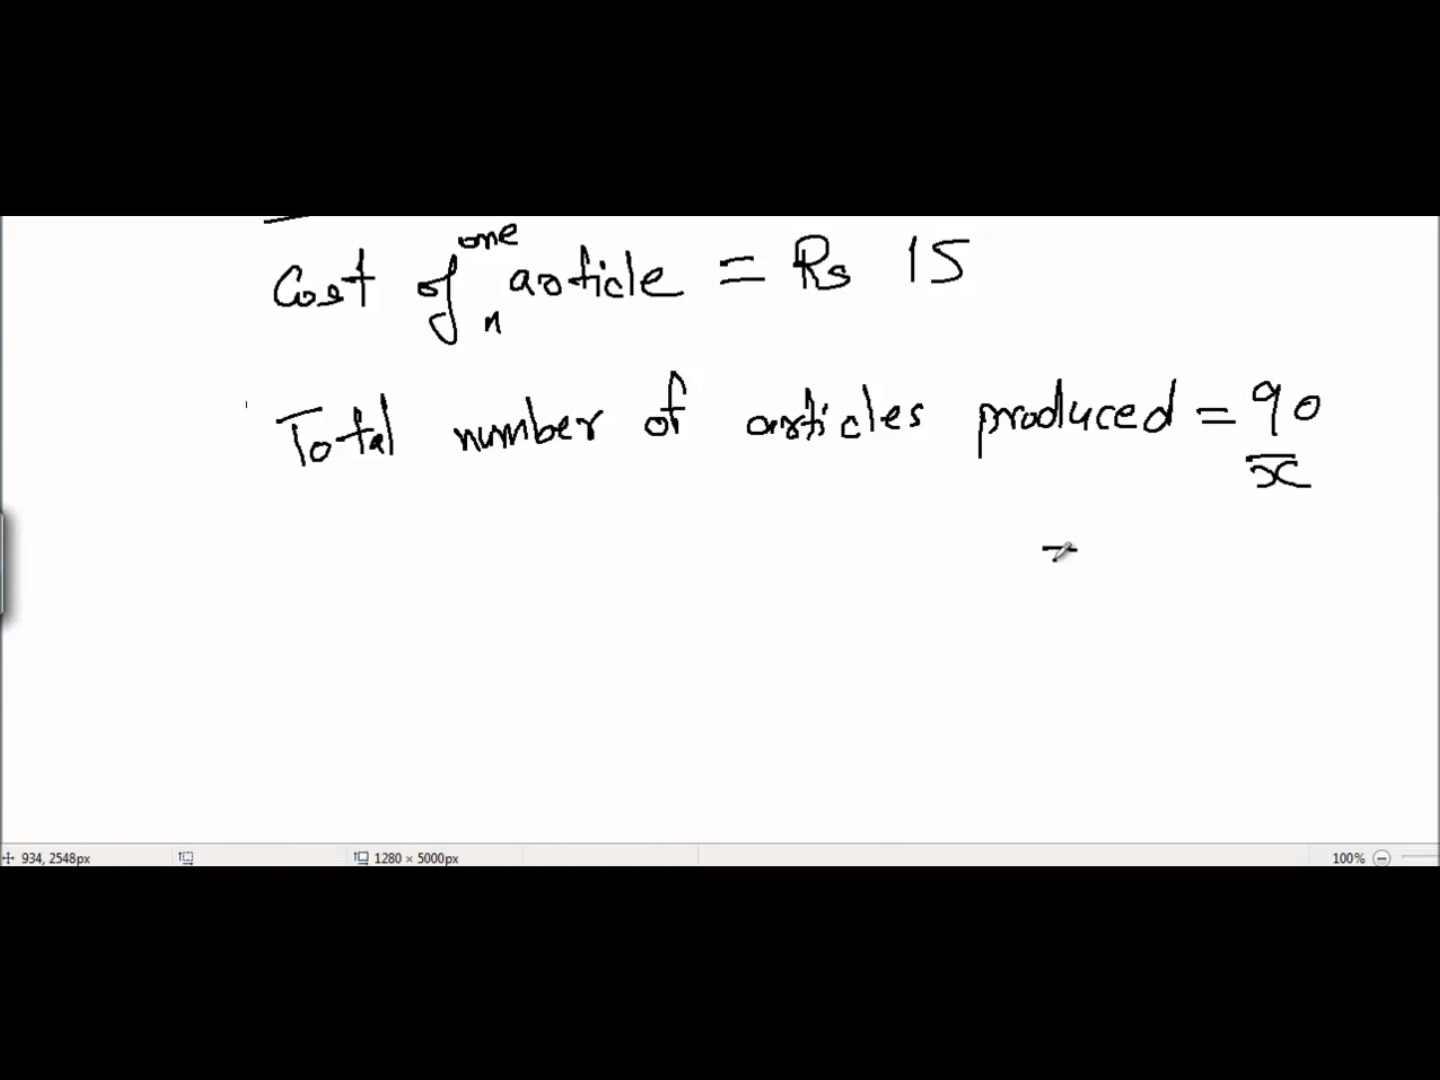 one
Cost of article = Rs 15
n
Total number of articles produced = 90
x
=
934, 2548px 1280 × 5000px 100%